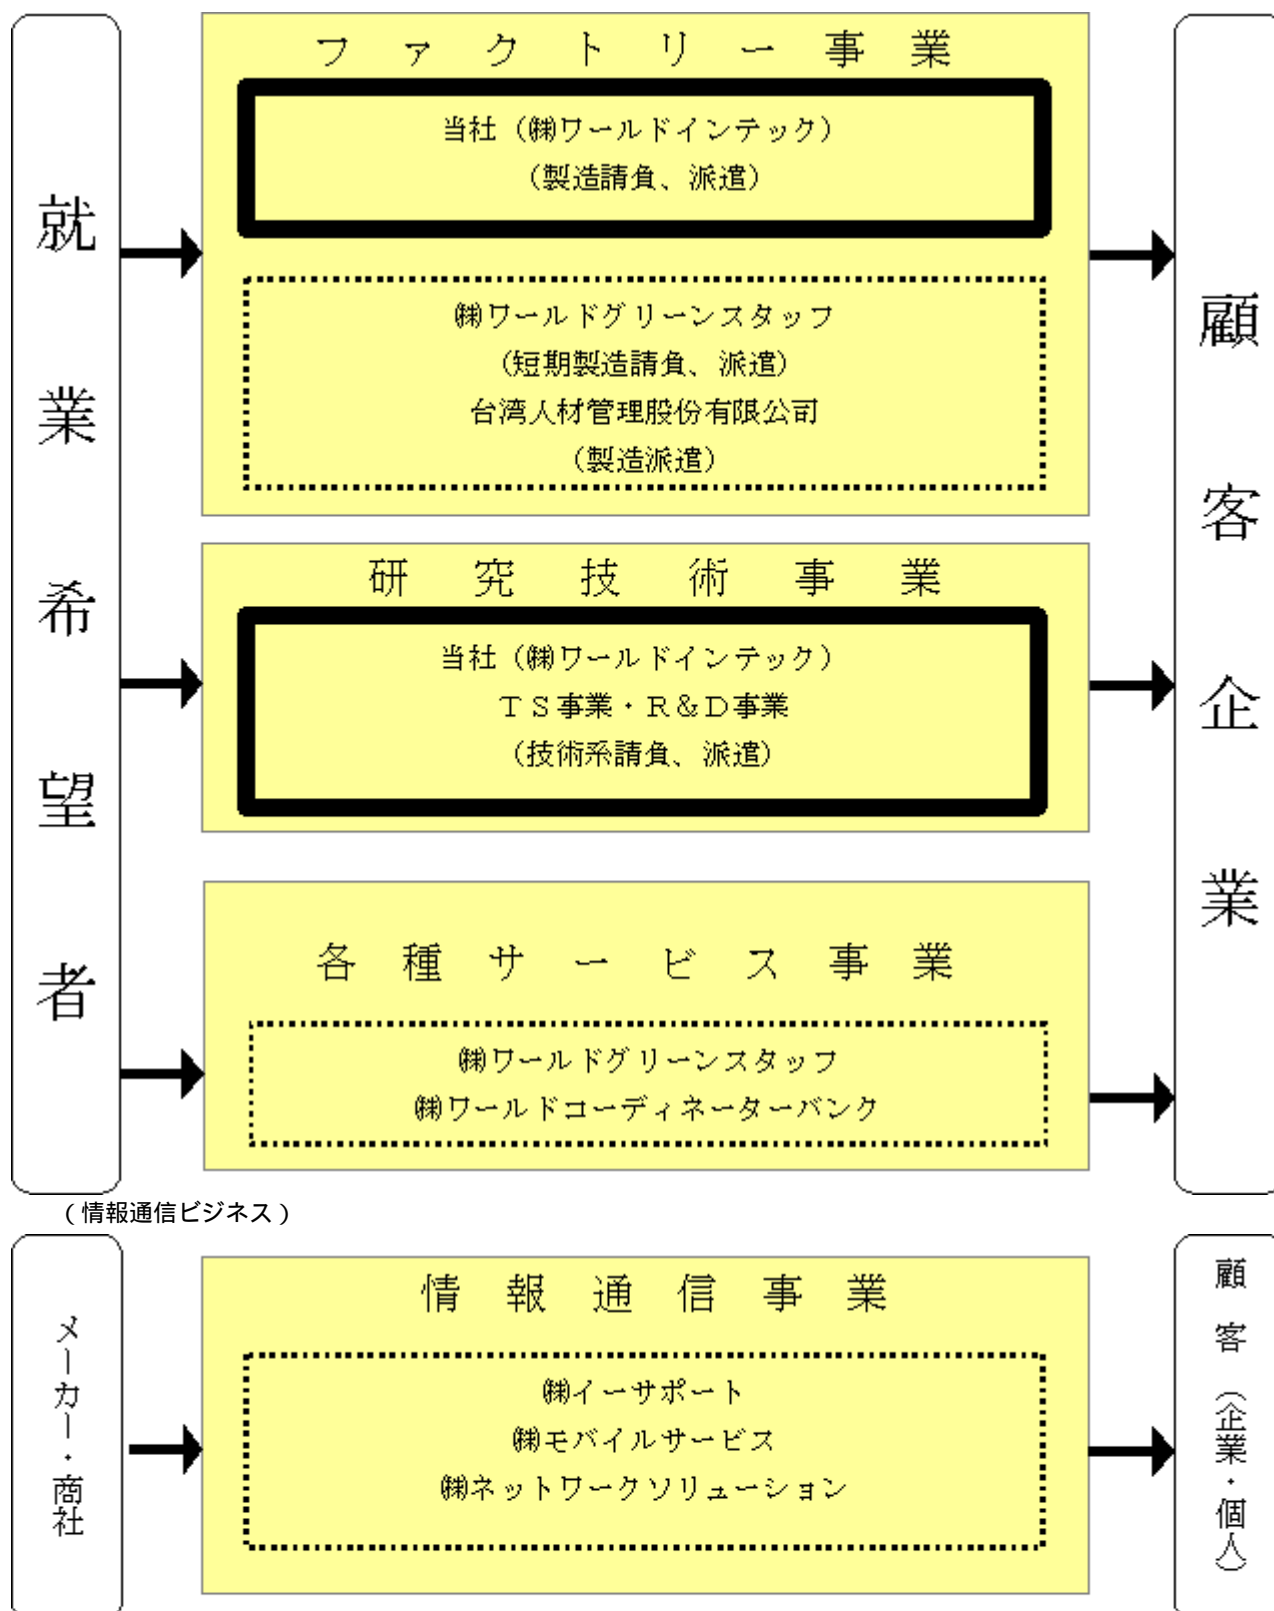 就業希望者
ファクトリー事業
当社（㈱ワールドインテック）
（製造請負、派遣）
㈱ワールドグリーンスタッフ
（短期製造請負、派遣）
台湾人材管理股份有限公司
（製造派遣）
研究技術事業
当社（㈱ワールドインテック）
ＴＳ事業・Ｒ＆Ｄ事業
（技術系請負、派遣）
各種サービス事業
㈱ワールドグリーンスタッフ
㈱ワールドコーディネーターバンク
顧客企業
（情報通信ビジネス）
メーカー・商社
情報通信事業
㈱イーサポート
㈱モバイルサービス
㈱ネットワークソリューション
顧客（企業・個人）